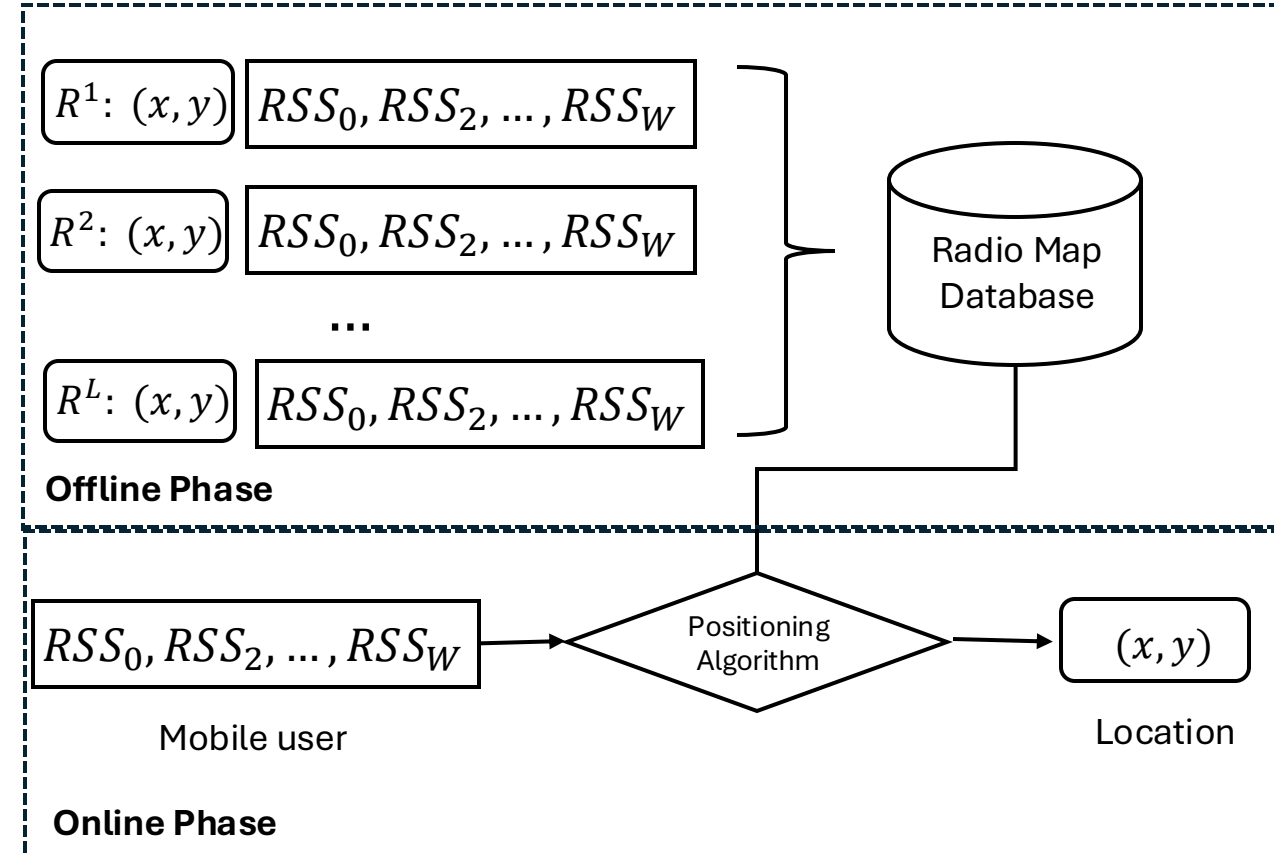 R¹: (x, y) RSS₀, RSS₂, … , RSS_W
R²: (x, y) RSS₀, RSS₂, … , RSS_W
...
Rᴸ: (x, y) RSS₀, RSS₂, … , RSS_W
Radio Map
Database
Offline Phase
RSS₀, RSS₂, … , RSS_W
Mobile user
Positioning
Algorithm
(x, y)
Location
Online Phase